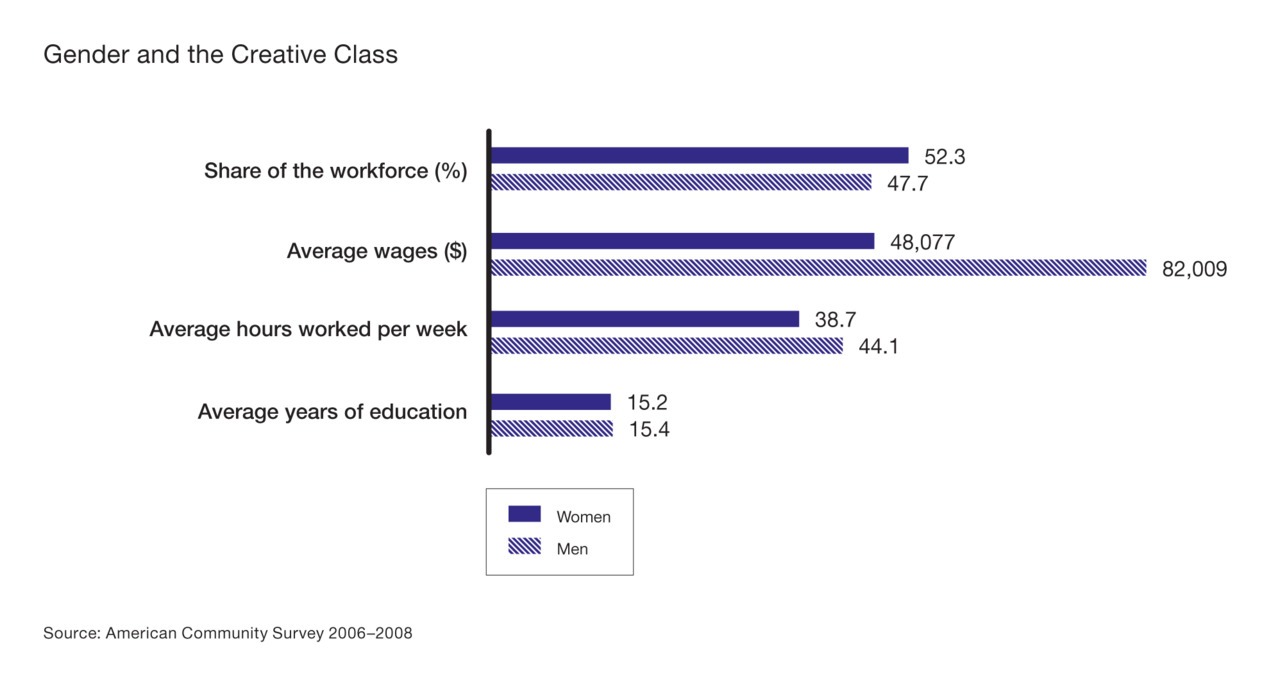 Gender and the Creative Class
Share of the workforce (%)
52.3
47.7
Average wages ($)
48,077
82,009
Average hours worked per week
38.7
44.1
Average years of education
15.2
15.4
Women
Men
Source: American Community Survey 2006–2008